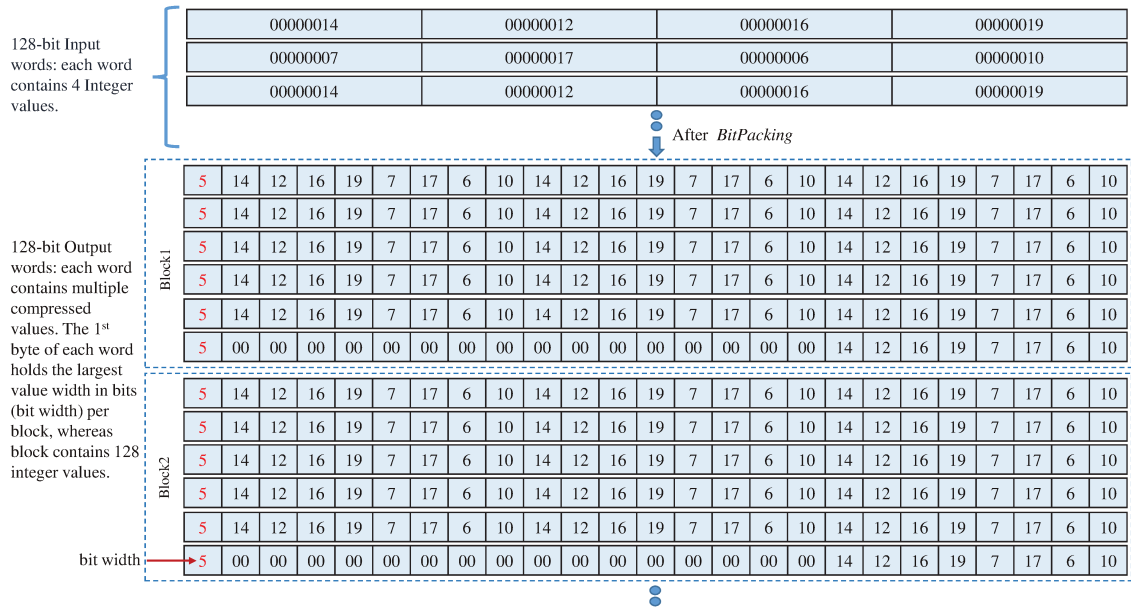 00000014 00000012 00000016 00000019
00000007 00000017 00000006 00000010
00000014 00000012 00000016 00000019
128-bit Input
words: each word
contains 4 Integer
values.
After BitPacking
Block1
5 14 12 16 19 7 17 6 10 14 12 16 19 7 17 6 10 14 12 16 19 7 17 6 10
5 14 12 16 19 7 17 6 10 14 12 16 19 7 17 6 10 14 12 16 19 7 17 6 10
5 14 12 16 19 7 17 6 10 14 12 16 19 7 17 6 10 14 12 16 19 7 17 6 10
5 14 12 16 19 7 17 6 10 14 12 16 19 7 17 6 10 14 12 16 19 7 17 6 10
5 14 12 16 19 7 17 6 10 14 12 16 19 7 17 6 10 14 12 16 19 7 17 6 10
5 00 00 00 00 00 00 00 00 00 00 00 00 00 00 00 00 14 12 16 19 7 17 6 10
128-bit Output
words: each word
contains multiple
compressed
values. The 1st
byte of each word
holds the largest
value width in bits
(bit width) per
block, whereas
block contains 128
integer values.
Block2
5 14 12 16 19 7 17 6 10 14 12 16 19 7 17 6 10 14 12 16 19 7 17 6 10
5 14 12 16 19 7 17 6 10 14 12 16 19 7 17 6 10 14 12 16 19 7 17 6 10
5 14 12 16 19 7 17 6 10 14 12 16 19 7 17 6 10 14 12 16 19 7 17 6 10
5 14 12 16 19 7 17 6 10 14 12 16 19 7 17 6 10 14 12 16 19 7 17 6 10
5 14 12 16 19 7 17 6 10 14 12 16 19 7 17 6 10 14 12 16 19 7 17 6 10
bit width
5 00 00 00 00 00 00 00 00 00 00 00 00 00 00 00 00 14 12 16 19 7 17 6 10